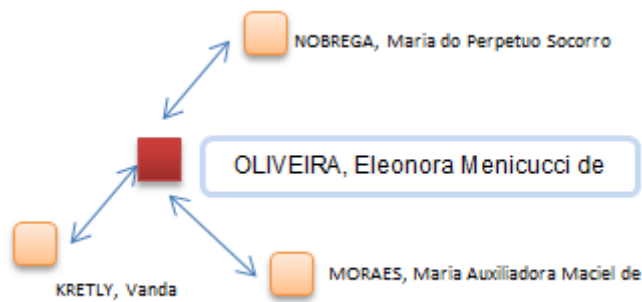 NOBREGA, Maria do Perpetuo Socorro
OLIVEIRA, Eleonora Menicucci de
MORAES, Maria Auxiliadora Maciel de
KRETLY, Vanda